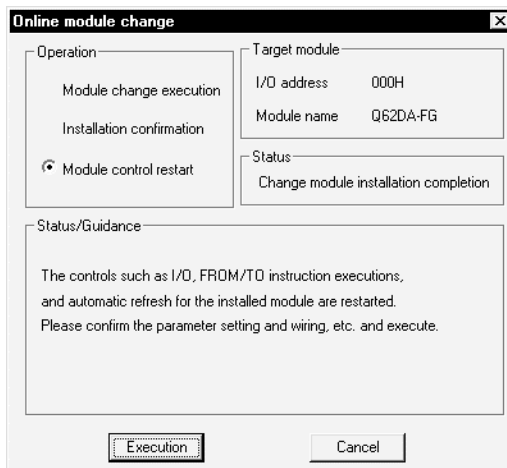 Online module change
Operation
Module change execution
Installation confirmation
Module control restart
Target module
I/O address 000H
Module name Q62DA-FG
Status
Change module installation completion
Status/Guidance
The controls such as I/O, FROM/TO instruction executions,
and automatic refresh for the installed module are restarted.
Please confirm the parameter setting and wiring, etc. and execute.
Execution Cancel